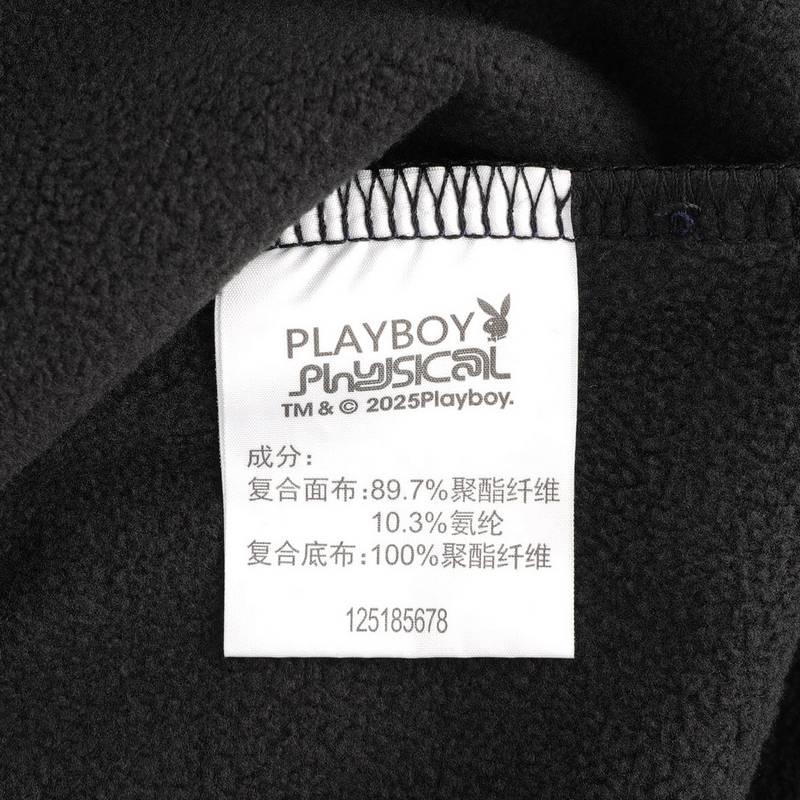 PLAYBOY
PhySICAL
TM & © 2025Playboy.
成分：
复合面布：89.7%聚酯纤维
10.3%氨纶
复合底布：100%聚酯纤维
125185678